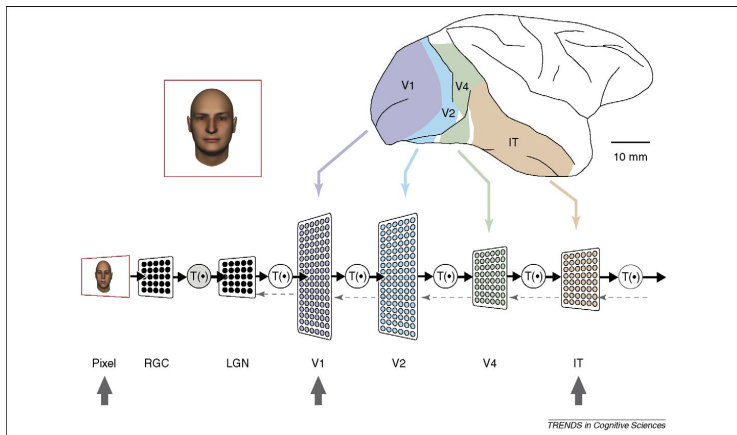 V1
V4
V2
IT
10 mm
T(•) T(•) T(•) T(•) T(•) T(•)
Pixel RGC LGN V1 V2 V4 IT
TRENDS in Cognitive Sciences